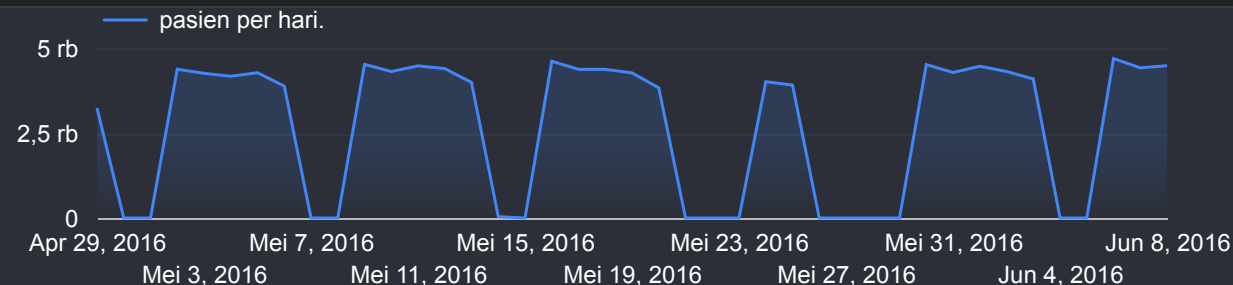 pasien per hari.
5 rb
2,5 rb
0
Apr 29, 2016 Mei 7, 2016 Mei 15, 2016 Mei 23, 2016 Mei 31, 2016 Jun 8, 2016
Mei 3, 2016 Mei 11, 2016 Mei 19, 2016 Mei 27, 2016 Jun 4, 2016